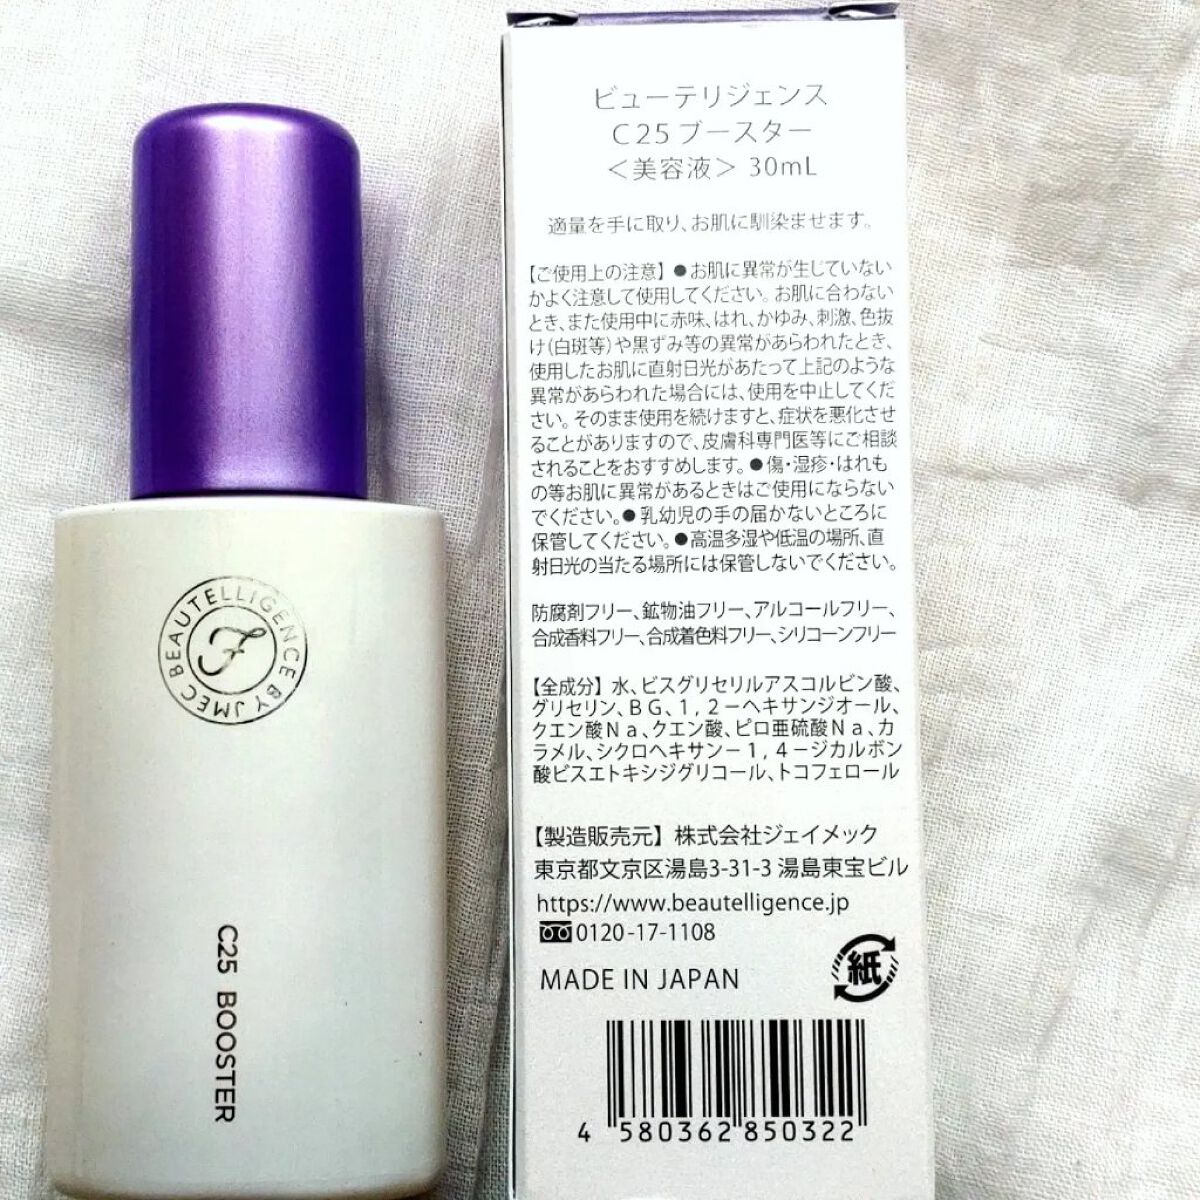 BEAUTELLIGENCE BY JMEC
C25 BOOSTER
ビューテリジェンス
C25ブースター
＜美容液＞ 30mL
適量を手に取り、お肌に馴染ませます。
【ご使用上の注意】●お肌に異常が生じていない
かよく注意して使用してください。お肌に合わない
とき、また使用中に赤味、はれ、かゆみ、刺激、色抜
け(白斑等)や黒ずみ等の異常があらわれたとき、
使用したお肌に直射日光があたって上記のような
異常があらわれた場合には、使用を中止してくだ
さい。そのまま使用を続けますと、症状を悪化させ
ることがありますので、皮膚科専門医等にご相談
されることをおすすめします。●傷・湿疹・はれも
の等お肌に異常があるときはご使用にならない
でください。●乳幼児の手の届かないところに
保管してください。●高温多湿や低温の場所、直
射日光の当たる場所には保管しないでください。
防腐剤フリー、鉱物油フリー、アルコールフリー、
合成香料フリー、合成着色料フリー、シリコーンフリー
【全成分】水、ビスグリセリルアスコルビン酸、
グリセリン、BG、1,2－ヘキサンジオール、
クエン酸Na、クエン酸、ピロ亜硫酸Na、カ
ラメル、シクロヘキサン－1,4－ジカルボン
酸ビスエトキシジグリコール、トコフェロール
【製造販売元】株式会社ジェイメック
東京都文京区湯島3-31-3 湯島東宝ビル
https://www.beautelligence.jp
0120-17-1108
MADE IN JAPAN
紙
4 580362 850322